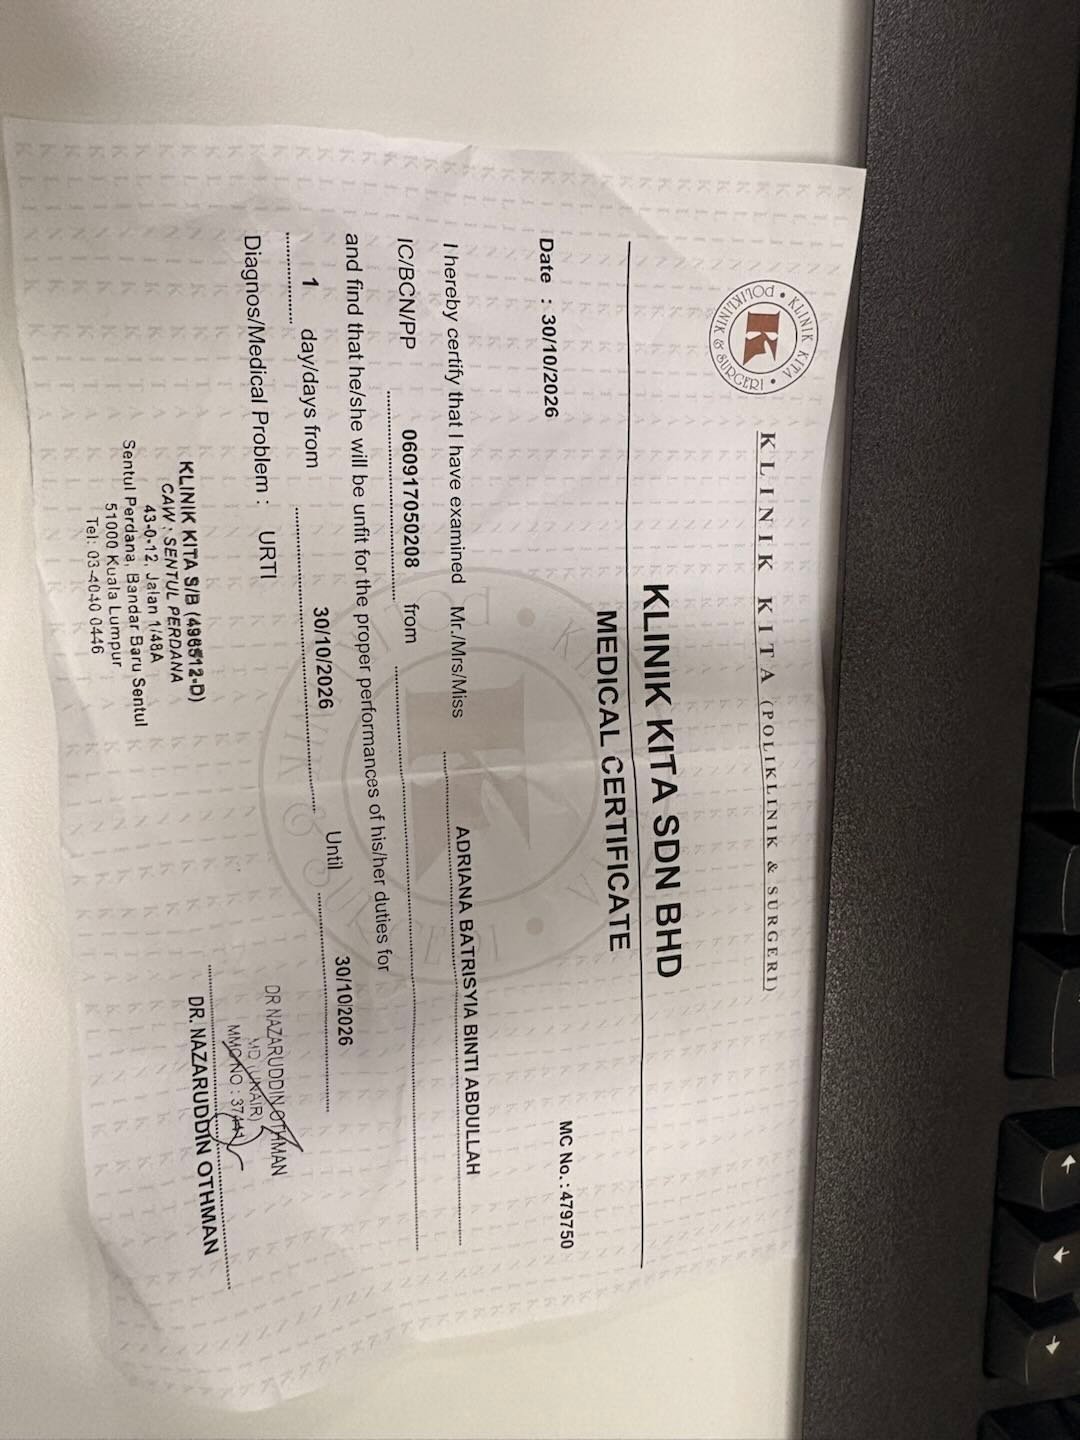 KLINIK KITA (POLIKLINIK & SURGERI)
KLINIK KITA • POLIKLINIK & SURGERI •
K
KLINIK KITA SDN BHD
MEDICAL CERTIFICATE
Date : 30/10/2026 MC No. : 479750
I hereby certify that I have examined Mr./Mrs/Miss ADRIANA BATRISYIA BINTI ABDULLAH
IC/BCN/PP 060917050208 from
and find that he/she will be unfit for the proper performances of his/her duties for
1 day/days from 30/10/2026 Until 30/10/2026
Diagnos/Medical Problem : URTI
DR NAZARUDDIN OTHMAN
MD (UNAIR)
MMC NO :
DR. NAZARUDDIN OTHMAN
KLINIK KITA S/B (496512-D)
CAW : SENTUL PERDANA
43-0-12, Jalan 1/48A
Sentul Perdana, Bandar Baru Sentul
51000 Kuala Lumpur
Tel: 03-4040 0446